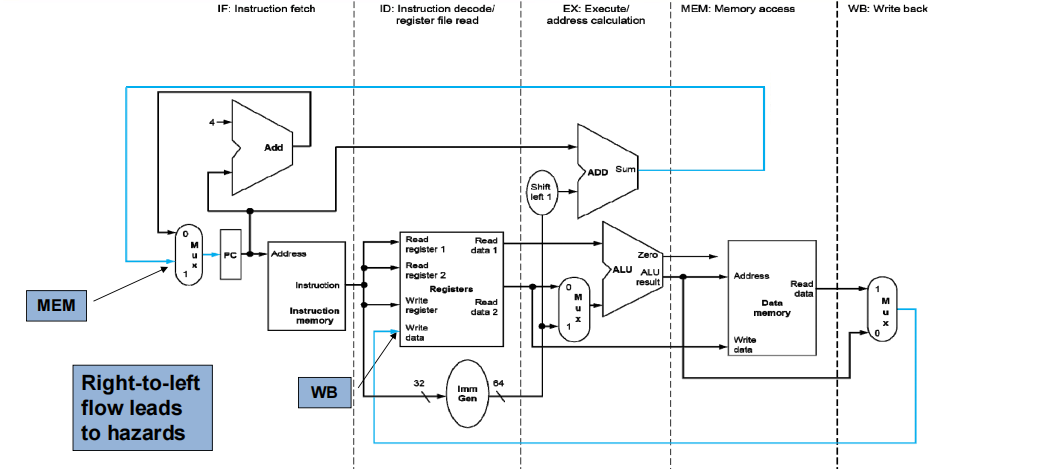 IF: Instruction fetch
ID: Instruction decode/
register file read
EX: Execute/
address calculation
MEM: Memory access
WB: Write back
4
Add
ADD
Sum
Shift
left 1
0
M
u
x
1
PC
Address
Instruction
Instruction
memory
Read
register 1
Read
register 2
Write
register
Write
data
Registers
Read
data 1
Read
data 2
0
M
u
x
1
Zero
ALU
ALU
result
Address
Read
data
Data
memory
Write
data
1
M
u
x
0
MEM
WB
32
Imm
Gen
64
Right-to-left
flow leads
to hazards